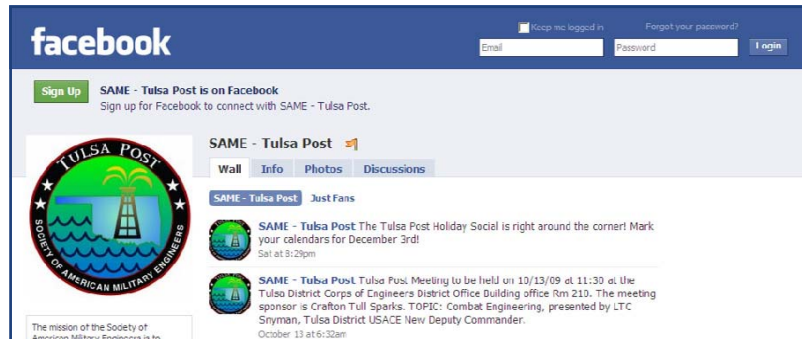 facebook
Keep me logged in
Forgot your password?
Email
Password
Login
Sign Up
SAME - Tulsa Post is on Facebook
Sign up for Facebook to connect with SAME - Tulsa Post.
TULSA POST
SOCIETY OF AMERICAN MILITARY ENGINEERS
SAME - Tulsa Post
Wall Info Photos Discussions
SAME - Tulsa Post Just Fans
SAME - Tulsa Post The Tulsa Post Holiday Social is right around the corner! Mark
your calendars for December 3rd!
Sat at 8:29pm
SAME - Tulsa Post Tulsa Post Meeting to be held on 10/13/09 at 11:30 at the
Tulsa District Corps of Engineers District Office Building office Rm 210. The meeting
sponsor is Crafton Tull Sparks. TOPIC: Combat Engineering, presented by LTC
Snyman, Tulsa District USACE New Deputy Commander.
October 13 at 6:32am
The mission of the Society of
American Military Engineers is to